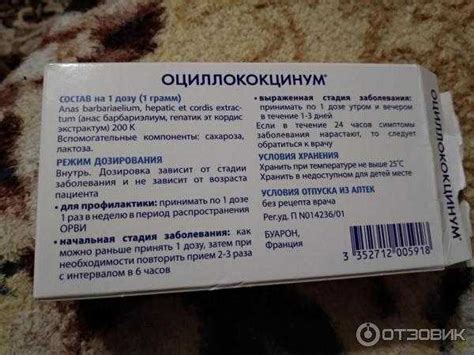 ОЦИЛЛОКОКЦИНУМ®
СОСТАВ на 1 дозу (1 грамм)
Anas barbariaelium, hepatic et cordis extrac-
tum (анас барбариэлиум, гепатик эт кордис
экстрактум) 200 K
Вспомогательные компоненты: сахароза,
лактоза.
РЕЖИМ ДОЗИРОВАНИЯ
Внутрь. Дозировка зависит от стадии
заболевания и не зависит от возраста
пациента
• для профилактики: принимать по 1 дозе
1 раз в неделю в период распространения
ОРВИ
• начальная стадия заболевания: как
можно раньше принять 1 дозу, затем при
необходимости повторить прием 2-3 раза
с интервалом в 6 часов
• выраженная стадия заболевания:
принимать по 1 дозе утром и вечером
в течение 1-3 дней
Если в течение 24 часов симптомы
заболевания нарастают, то следует
обратиться к врачу
УСЛОВИЯ ХРАНЕНИЯ
Хранить при температуре не выше 25°C
Хранить в недоступном для детей месте
УСЛОВИЯ ОТПУСКА ИЗ АПТЕК
без рецепта врача
Рег.уд. П N014236/01
БУАРОН,
Франция
3 352712 005918
ОЦИЛЛОКОКЦИНУМ®
ОТЗОВИК